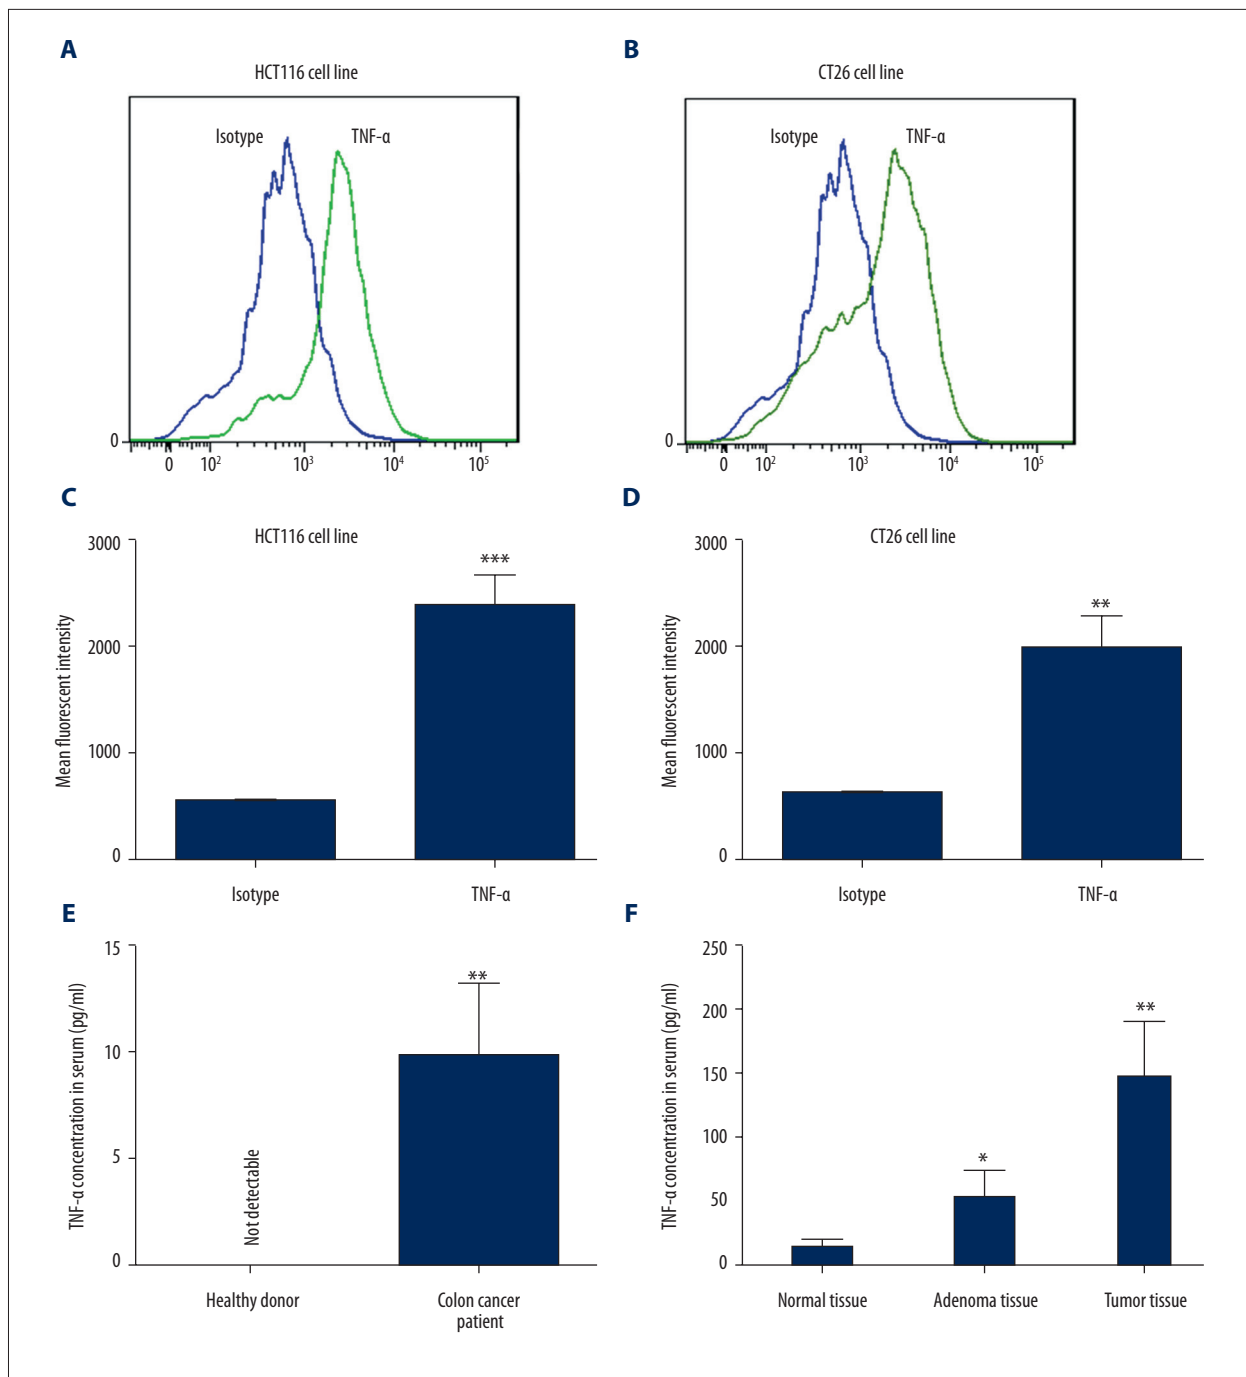 A
HCT116 cell line
Isotype
TNF-α
0
0
10²
10³
10⁴
10⁵
B
CT26 cell line
Isotype
TNF-α
0
0
10²
10³
10⁴
10⁵
C
HCT116 cell line
Mean fluorescent intensity
3000
2000
1000
0
***
Isotype
TNF-α
D
CT26 cell line
Mean fluorescent intensity
3000
2000
1000
0
**
Isotype
TNF-α
E
TNF-α concentration in serum (pg/ml)
15
10
5
0
Not detectable
**
Healthy donor
Colon cancer
patient
F
TNF-α concentration in serum (pg/ml)
250
200
150
100
50
0
*
**
Normal tissue
Adenoma tissue
Tumor tissue